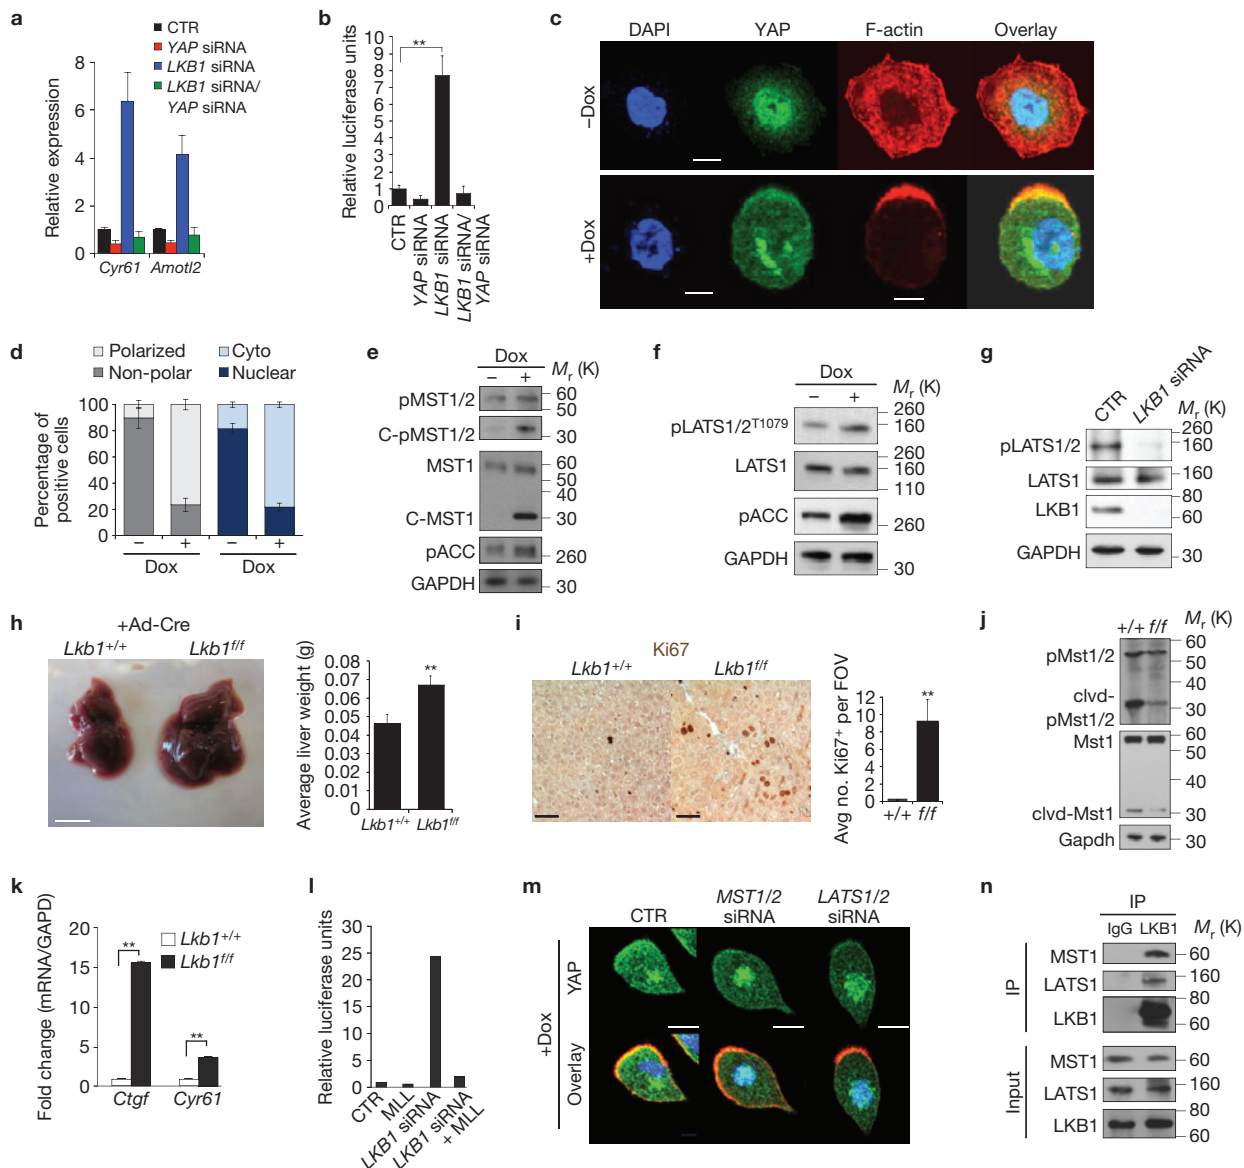 a
CTR
YAP siRNA
LKB1 siRNA
LKB1 siRNA/
YAP siRNA
Relative expression
8
6
4
2
0
Cyr61 Amotl2
b
Relative luciferase units
10
9
8
7
6
5
4
3
2
1
0
**
CTR
YAP siRNA
LKB1 siRNA
LKB1 siRNA/
YAP siRNA
c
DAPI YAP F-actin Overlay
–Dox
+Dox
d
Polarized Cyto
Non-polar Nuclear
Percentage of
positive cells
100
80
60
40
20
0
– + – +
Dox Dox
e
Dox
– + Mr (K)
pMST1/2 60
50
C-pMST1/2 30
MST1 60
50
40
C-MST1 30
pACC 260
GAPDH 30
f
Dox
– + Mr (K)
pLATS1/2T1079 260
160
LATS1 260
160
110
pACC 260
GAPDH 30
g
CTR LKB1 siRNA Mr (K)
pLATS1/2 260
160
LATS1 160
LKB1 80
60
GAPDH 30
h
+Ad-Cre
Lkb1+/+ Lkb1f/f
Average liver weight (g)
0.08
0.07
0.06
0.05
0.04
0.03
0.02
0.01
0
**
Lkb1+/+ Lkb1f/f
i
Ki67
Lkb1+/+ Lkb1f/f
Avg no. Ki67+ per FOV
12
10
8
6
4
2
0
**
+/+ f/f
j
+/+ f/f Mr (K)
pMst1/2 60
50
40
clvd-
pMst1/2 30
Mst1 60
50
40
clvd-Mst1 30
Gapdh 30
k
Fold change (mRNA/GAPD)
20
15
10
5
0
Lkb1+/+
Lkb1f/f
**
**
Ctgf Cyr61
l
Relative luciferase units
30
25
20
15
10
5
0
CTR
MLL
LKB1 siRNA
LKB1 siRNA
+ MLL
m
CTR MST1/2 siRNA LATS1/2 siRNA
+Dox
YAP
Overlay
n
IP
IgG LKB1 Mr (K)
IP
MST1 60
LATS1 160
LKB1 80
60
Input
MST1 60
LATS1 160
LKB1 80
60